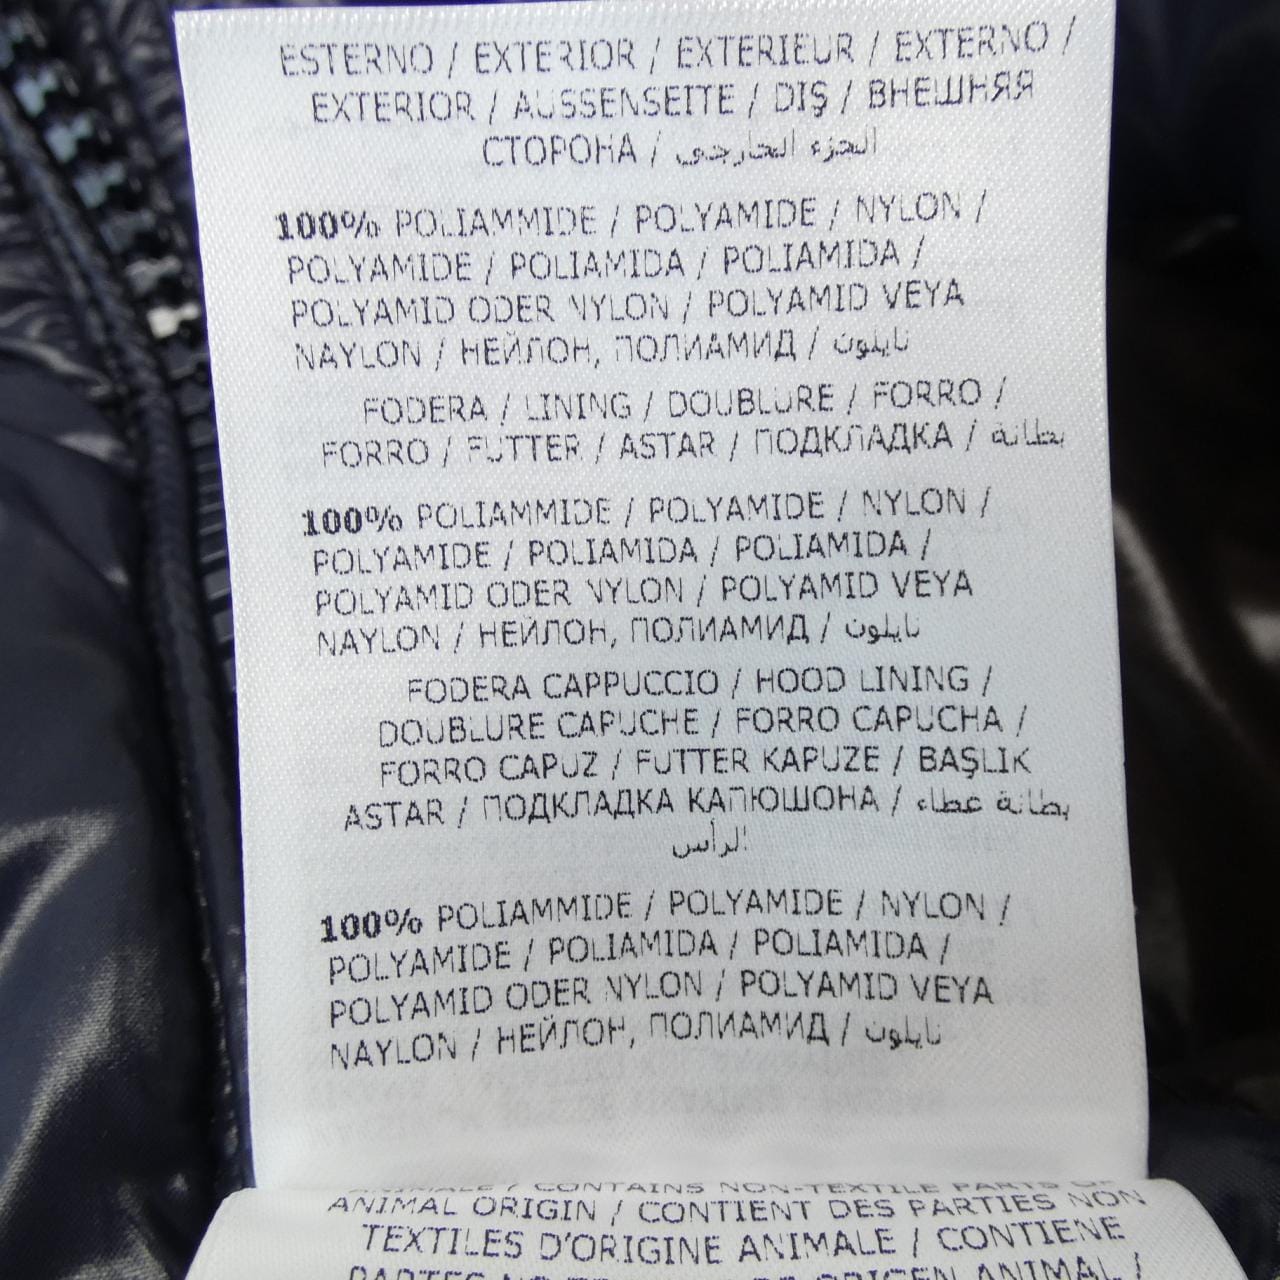 ESTERNO / EXTERIOR / EXTERIEUR / EXTERNO /
EXTERIOR / AUSSENSEITE / DIŞ / ВНЕШНЯЯ
СТОРОНА / الجزء الخارجي
100% POLIAMMIDE / POLYAMIDE / NYLON /
POLYAMIDE / POLIAMIDA / POLIAMIDA /
POLYAMID ODER NYLON / POLYAMID VEYA
NAYLON / НЕЙЛОН, ПОЛИАМИД / نايلون
FODERA / LINING / DOUBLURE / FORRO /
FORRO / FUTTER / ASTAR / ПОДКЛАДКА / بطانة
100% POLIAMMIDE / POLYAMIDE / NYLON /
POLYAMIDE / POLIAMIDA / POLIAMIDA /
POLYAMID ODER NYLON / POLYAMID VEYA
NAYLON / НЕЙЛОН, ПОЛИАМИД / نايلون
FODERA CAPPUCCIO / HOOD LINING /
DOUBLURE CAPUCHE / FORRO CAPUCHA /
FORRO CAPUZ / FUTTER KAPUZE / BAŞLIK
ASTAR / ПОДКЛАДКА КАПЮШОНА / بطانة غطاء
الرأس
100% POLIAMMIDE / POLYAMIDE / NYLON /
POLYAMIDE / POLIAMIDA / POLIAMIDA /
POLYAMID ODER NYLON / POLYAMID VEYA
NAYLON / НЕЙЛОН, ПОЛИАМИД / نايلون
ANIMALE / CONTAINS NON-TEXTILE PARTS OF
ANIMAL ORIGIN / CONTIENT DES PARTIES NON
TEXTILES D'ORIGINE ANIMALE / CONTIENE
ORIGEN ANIMAL /